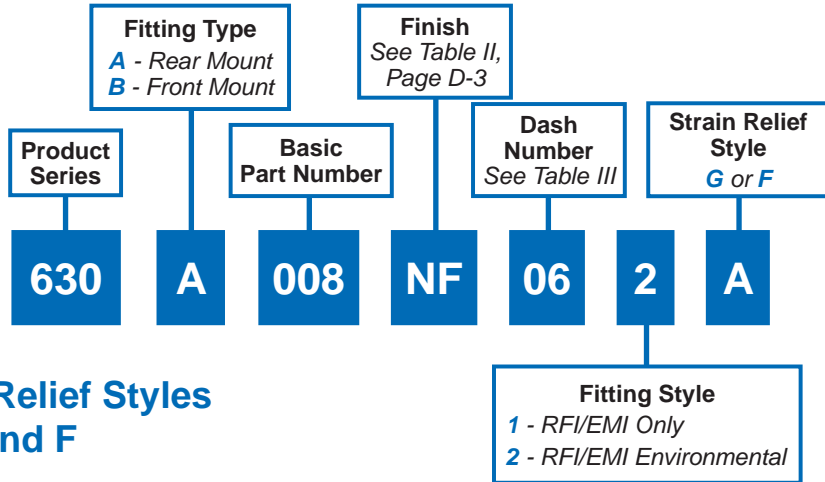 Fitting Type
A - Rear Mount
B - Front Mount
Finish
See Table II,
Page D-3
Product
Series
Basic
Part Number
Dash
Number
See Table III
Strain Relief
Style
G or F
630 A 008 NF 06 2 A
Relief Styles
nd F
Fitting Style
1 - RFI/EMI Only
2 - RFI/EMI Environmental